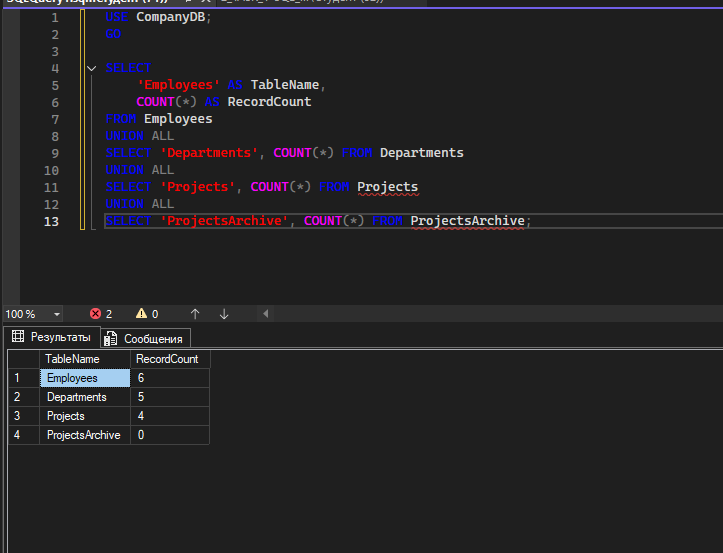 1 USE CompanyDB;
2 GO
3
4 SELECT
5 'Employees' AS TableName,
6 COUNT(*) AS RecordCount
7 FROM Employees
8 UNION ALL
9 SELECT 'Departments', COUNT(*) FROM Departments
10 UNION ALL
11 SELECT 'Projects', COUNT(*) FROM Projects
12 UNION ALL
13 SELECT 'ProjectsArchive', COUNT(*) FROM ProjectsArchive;
100 % 2 0
Результаты Сообщения
TableName RecordCount
1 Employees 6
2 Departments 5
3 Projects 4
4 ProjectsArchive 0